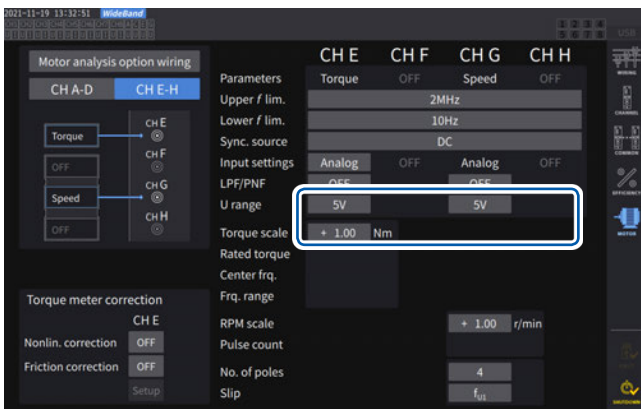 2021-11-19 13:32:51 WideBand
USB
Motor analysis option wiring
CH A-D CH E-H
Torque CH E
OFF CH F
Speed CH G
OFF CH H
Torque meter correction
CH E
Nonlin. correction OFF
Friction correction OFF
Setup
CH E CH F CH G CH H
Parameters Torque OFF Speed OFF
Upper f lim. 2MHz
Lower f lim. 10Hz
Sync. source DC
Input settings Analog OFF Analog OFF
LPF/PNF OFF OFF
U range 5V 5V
Torque scale + 1.00 Nm
Rated torque
Center frq.
Frq. range
RPM scale + 1.00 r/min
Pulse count
No. of poles 4
Slip fU1
WIRING
CHANNEL
COMMON
EFFICIENCY
MOTOR
SHUTDOWN